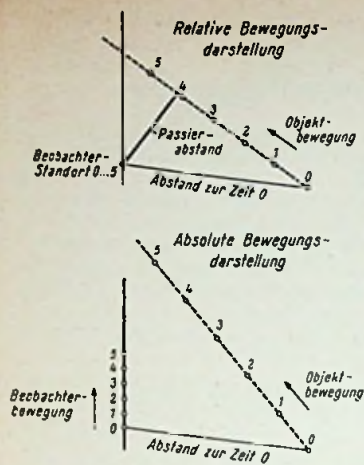 Relative Bewegungs-
darstellung
5
4
3
2
1
0
Passier-
abstand
Objekt-
bewegung
Beobachter-
Standort 0...5
Abstand zur Zeit 0
Absolute Bewegungs-
darstellung
5
4
3
2
1
0
5
4
3
2
1
0
Beobachter-
bewegung
Objekt-
bewegung
Abstand zur Zeit 0